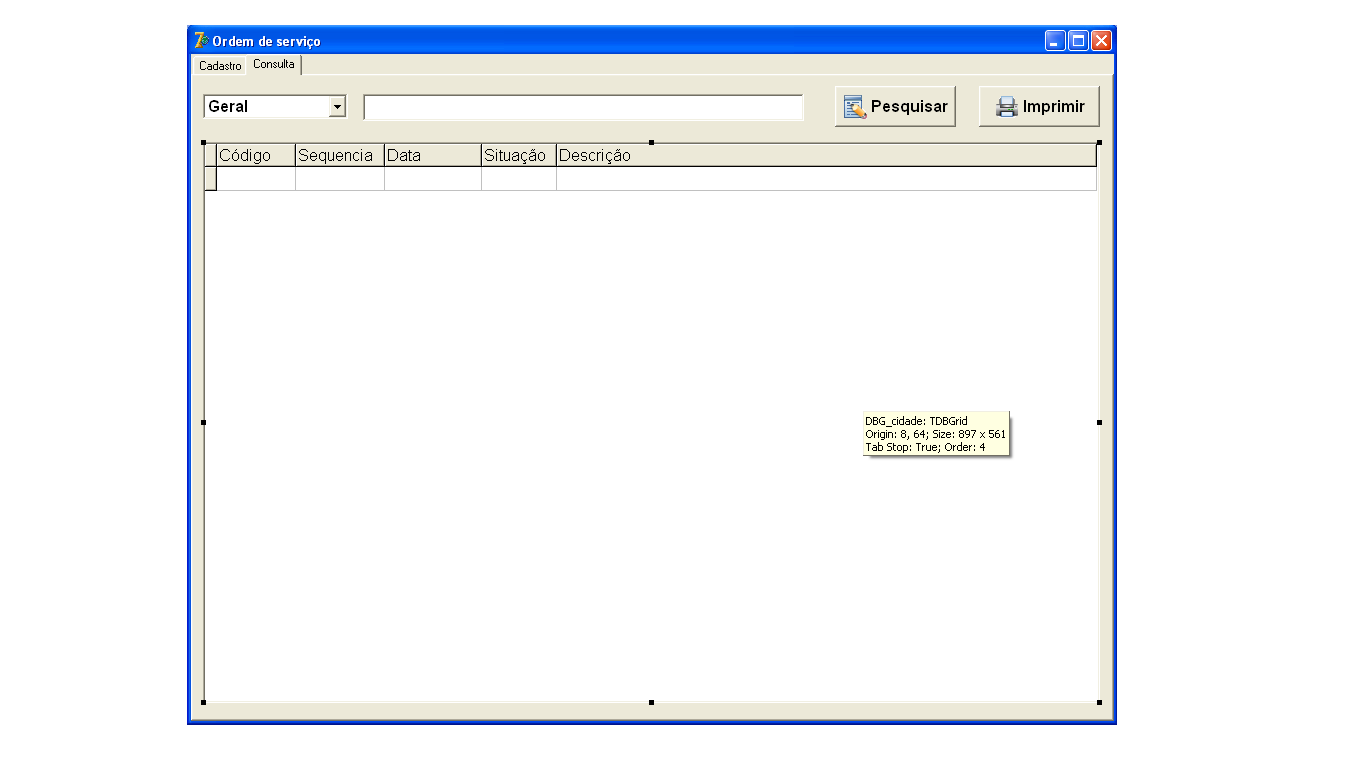 Ordem de serviço
Cadastro Consulta
Geral Pesquisar Imprimir
Código Sequencia Data Situação Descrição
DBG_cidade: TDBGrid
Origin: 8, 64; Size: 897 x 561
Tab Stop: True; Order: 4